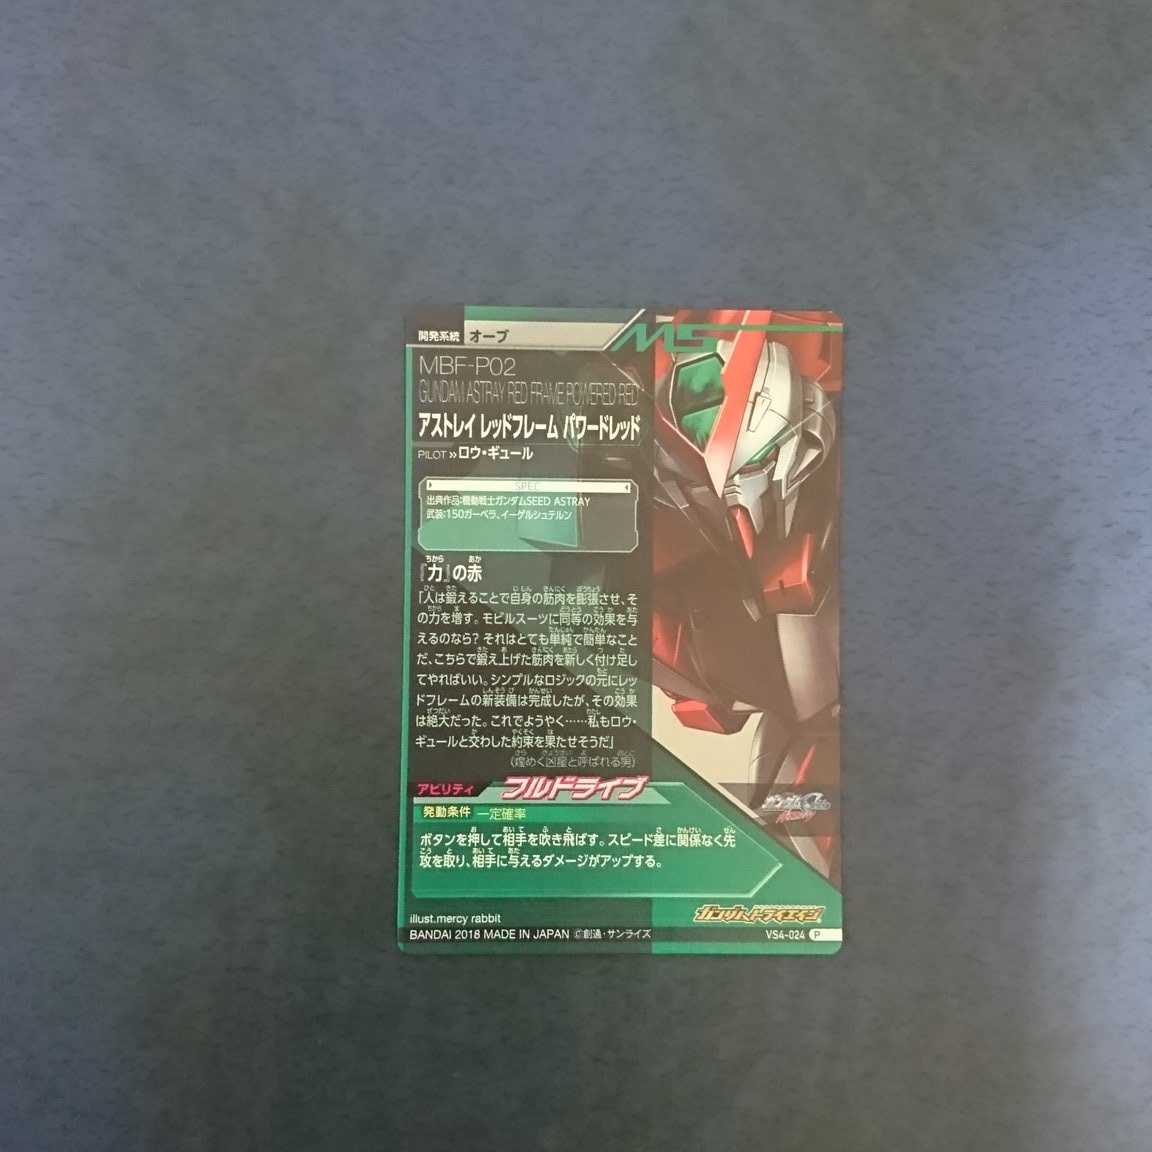 開発系統 オーブ
MS
MBF-P02
GUNDAM ASTRAY RED FRAME POWERED RED
アストレイ レッドフレーム パワードレッド
PILOT » ロウ・ギュール
SPEC
出典作品:機動戦士ガンダムSEED ASTRAY
武装:150ガーベラ、イーゲルシュテルン
『力』の赤
「人は鍛えることで自身の筋肉を膨張させ、そ
の力を増す。モビルスーツに同等の効果を与
えるのなら? それはとても単純で簡単なこと
だ、こちらで鍛え上げた筋肉を新しく付け足し
てやればいい。シンプルなロジックの元にレッ
ドフレームの新装備は完成したが、その効果
は絶大だった。これでようやく……私もロウ・
ギュールと交わした約束を果たせそうだ」
(煌めく凶星と呼ばれる男)
アビリティ フルドライブ
発動条件 一定確率
ボタンを押して相手を吹き飛ばす。スピード差に関係なく先
攻を取り、相手に与えるダメージがアップする。
ガンダムトライエイジ
illust.mercy rabbit
BANDAI 2018 MADE IN JAPAN ©創通・サンライズ
VS4-024 P